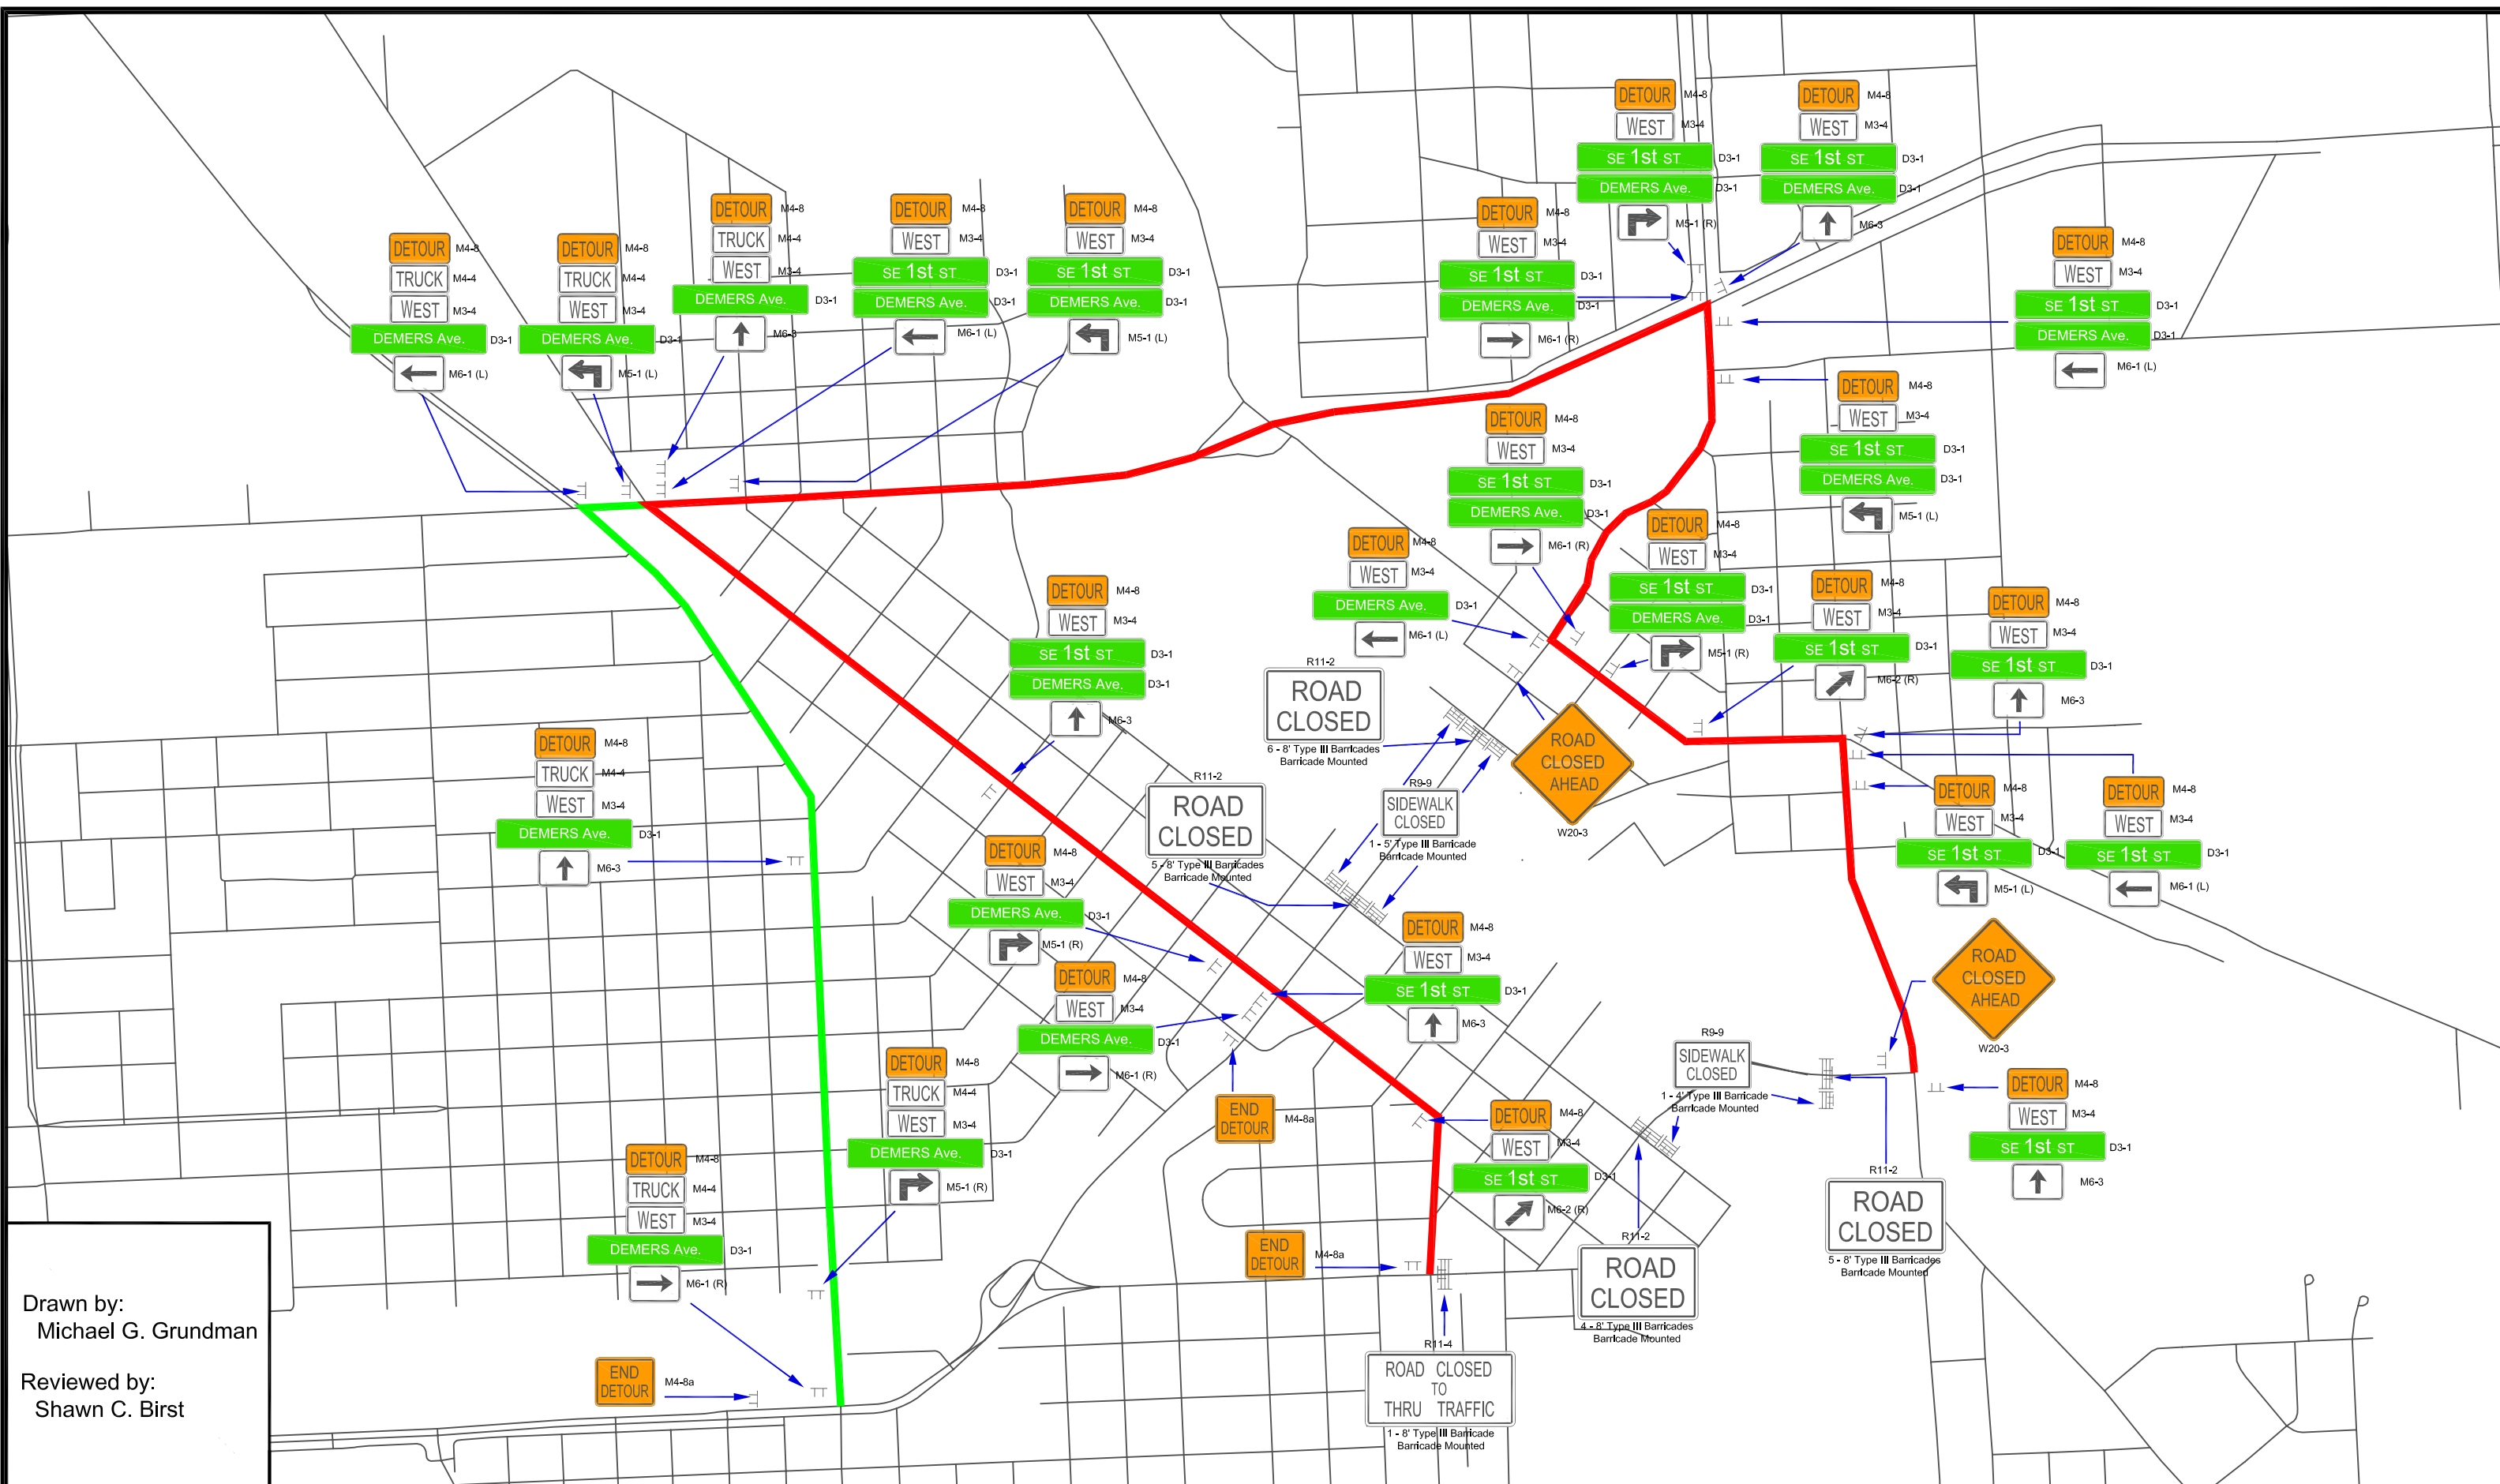 DETOUR M4-8
WEST M3-4
SE 1st ST D3-1
DEMERS Ave. D3-1
M5-1 (R)
DETOUR M4-8
WEST M3-4
SE 1st ST D3-1
DEMERS Ave. D3-1
M6-3
DETOUR M4-8
TRUCK M4-4
WEST M3-4
DEMERS Ave. D3-1
M6-1 (L)
DETOUR M4-8
TRUCK M4-4
WEST M3-4
DEMERS Ave. D3-1
M5-1 (L)
DETOUR M4-8
TRUCK M4-4
WEST M3-4
DEMERS Ave. D3-1
M6-3
DETOUR M4-8
WEST M3-4
SE 1st ST D3-1
DEMERS Ave. D3-1
M6-1 (L)
DETOUR M4-8
WEST M3-4
SE 1st ST D3-1
DEMERS Ave. D3-1
M5-1 (L)
DETOUR M4-8
WEST M3-4
SE 1st ST D3-1
DEMERS Ave. D3-1
M6-1 (R)
DETOUR M4-8
WEST M3-4
SE 1st ST D3-1
DEMERS Ave. D3-1
M6-1 (L)
DETOUR M4-8
WEST M3-4
SE 1st ST D3-1
DEMERS Ave. D3-1
M5-1 (L)
DETOUR M4-8
WEST M3-4
SE 1st ST D3-1
DEMERS Ave. D3-1
M6-1 (R)
DETOUR M4-8
WEST M3-4
DEMERS Ave. D3-1
M6-1 (L)
DETOUR M4-8
WEST M3-4
SE 1st ST D3-1
DEMERS Ave. D3-1
M5-1 (R)
DETOUR M4-8
WEST M3-4
SE 1st ST D3-1
M6-2 (R)
DETOUR M4-8
WEST M3-4
SE 1st ST D3-1
M6-3
DETOUR M4-8
WEST M3-4
SE 1st ST D3-1
DEMERS Ave. D3-1
M6-3
R11-2
ROAD
CLOSED
6 - 8' Type III Barricades
Barricade Mounted
ROAD
CLOSED
AHEAD
W20-3
DETOUR M4-8
TRUCK M4-4
WEST M3-4
DEMERS Ave. D3-1
M6-3
R11-2
ROAD
CLOSED
5 - 8' Type III Barricades
Barricade Mounted
R9-9
SIDEWALK
CLOSED
1 - 5' Type III Barricade
Barricade Mounted
DETOUR M4-8
WEST M3-4
SE 1st ST D3-1
M5-1 (L)
DETOUR M4-8
WEST M3-4
SE 1st ST D3-1
M6-1 (L)
DETOUR M4-8
WEST M3-4
DEMERS Ave. D3-1
M5-1 (R)
DETOUR M4-8
WEST M3-4
DEMERS Ave. D3-1
M6-1 (R)
DETOUR M4-8
WEST M3-4
SE 1st ST D3-1
M6-3
ROAD
CLOSED
AHEAD
W20-3
R9-9
SIDEWALK
CLOSED
1 - 4' Type III Barricade
Barricade Mounted
DETOUR M4-8
TRUCK M4-4
WEST M3-4
DEMERS Ave. D3-1
M5-1 (R)
END
DETOUR M4-8a
DETOUR M4-8
WEST M3-4
SE 1st ST D3-1
M6-2 (R)
DETOUR M4-8
WEST M3-4
SE 1st ST D3-1
M6-3
DETOUR M4-8
TRUCK M4-4
WEST M3-4
DEMERS Ave. D3-1
M6-1 (R)
END
DETOUR M4-8a
R11-2
ROAD
CLOSED
4 - 8' Type III Barricades
Barricade Mounted
R11-2
ROAD
CLOSED
5 - 8' Type III Barricades
Barricade Mounted
END
DETOUR M4-8a
R11-4
ROAD CLOSED
TO
THRU TRAFFIC
1 - 8' Type III Barricade
Barricade Mounted
Drawn by:
Michael G. Grundman
Reviewed by:
Shawn C. Birst